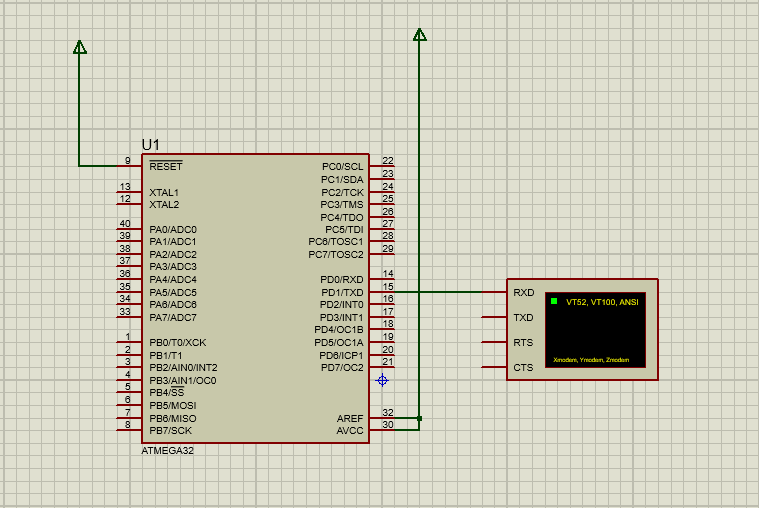 U1
9 RESET PC0/SCL 22
PC1/SDA 23
13 XTAL1 PC2/TCK 24
12 XTAL2 PC3/TMS 25
PC4/TDO 26
40 PA0/ADC0 PC5/TDI 27
39 PA1/ADC1 PC6/TOSC1 28
38 PA2/ADC2 PC7/TOSC2 29
37 PA3/ADC3
36 PA4/ADC4 PD0/RXD 14
35 PA5/ADC5 PD1/TXD 15
34 PA6/ADC6 PD2/INT0 16
33 PA7/ADC7 PD3/INT1 17
PD4/OC1B 18
1 PB0/T0/XCK PD5/OC1A 19
2 PB1/T1 PD6/ICP1 20
3 PB2/AIN0/INT2 PD7/OC2 21
4 PB3/AIN1/OC0
5 PB4/SS
6 PB5/MOSI
7 PB6/MISO AREF 32
8 PB7/SCK AVCC 30
ATMEGA32
RXD
TXD
RTS
CTS
VT52, VT100, ANSI
Xmodem, Ymodem, Zmodem